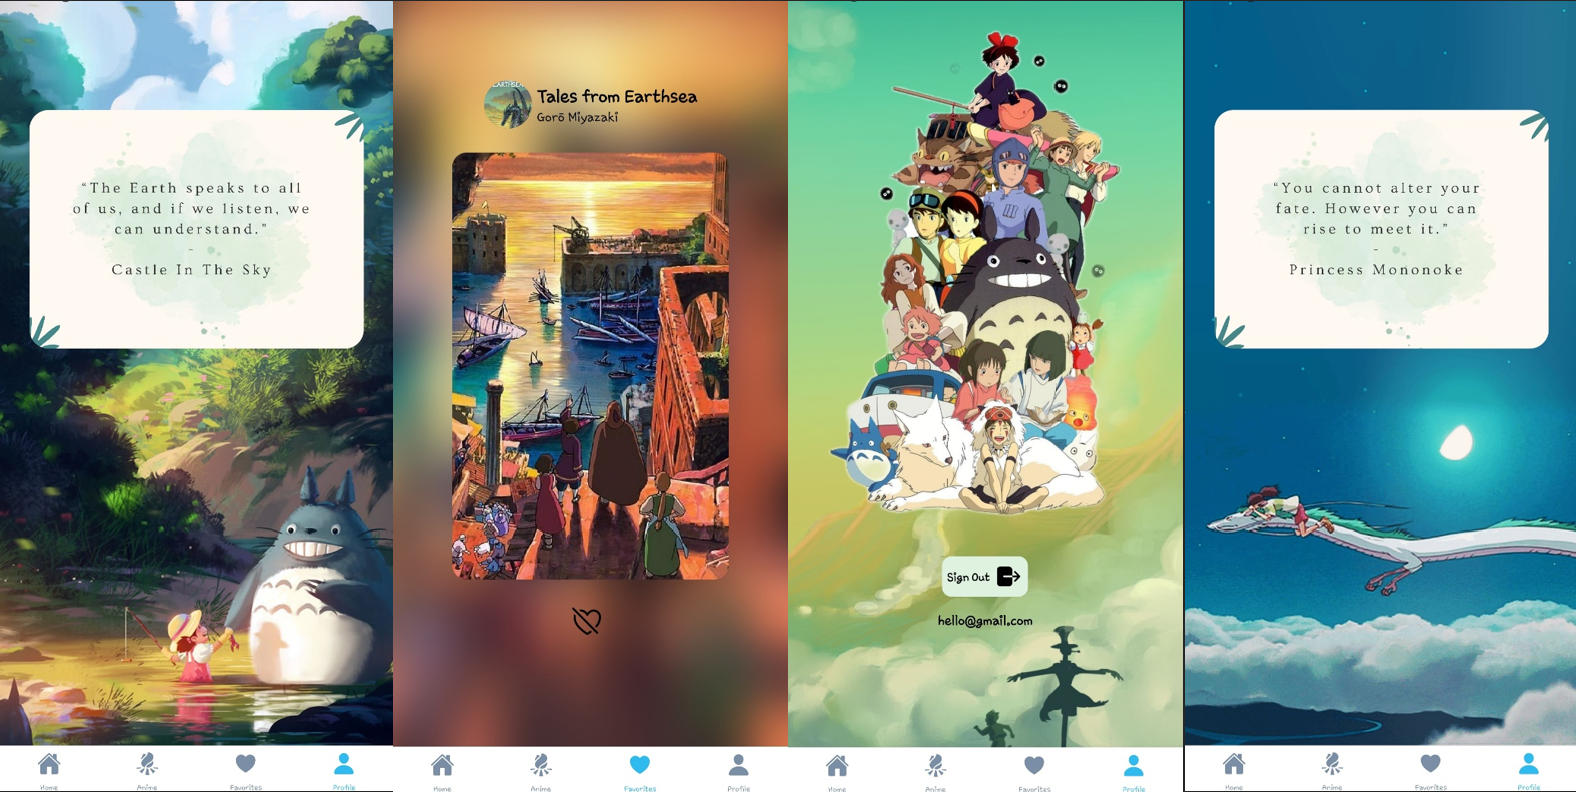 "The Earth speaks to all
of us, and if we listen, we
can understand."
-
Castle In The Sky
Home Anime Favorites Profile
EARTHSEA
Tales from Earthsea
Gorō Miyazaki
Home Anime Favorites Profile
Sign Out
hello@gmail.com
Home Anime Favorites Profile
"You cannot alter your
fate. However you can
rise to meet it."
-
Princess Mononoke
Home Anime Favorites Profile